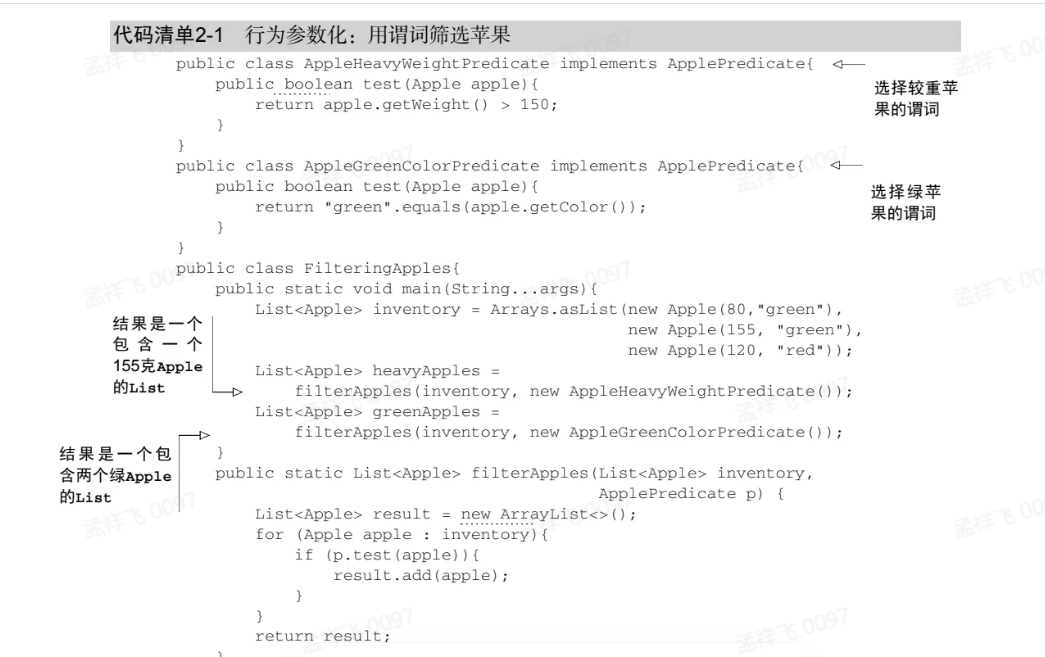 代码清单2-1 行为参数化：用谓词筛选苹果
public class AppleHeavyWeightPredicate implements ApplePredicate{
public boolean test(Apple apple){
return apple.getWeight() > 150;
}
}
选择较重苹
果的谓词
public class AppleGreenColorPredicate implements ApplePredicate{
public boolean test(Apple apple){
return "green".equals(apple.getColor());
}
}
选择绿苹
果的谓词
public class FilteringApples{
public static void main(String...args){
List<Apple> inventory = Arrays.asList(new Apple(80,"green"),
new Apple(155, "green"),
new Apple(120, "red"));
结果是一个
包含一个
155克Apple
的List
List<Apple> heavyApples =
filterApples(inventory, new AppleHeavyWeightPredicate());
List<Apple> greenApples =
filterApples(inventory, new AppleGreenColorPredicate());
}
结果是一个包
含两个绿Apple
的List
public static List<Apple> filterApples(List<Apple> inventory,
ApplePredicate p) {
List<Apple> result = new ArrayList<>();
for (Apple apple : inventory){
if (p.test(apple)){
result.add(apple);
}
}
return result;
}
孟祥飞 0097